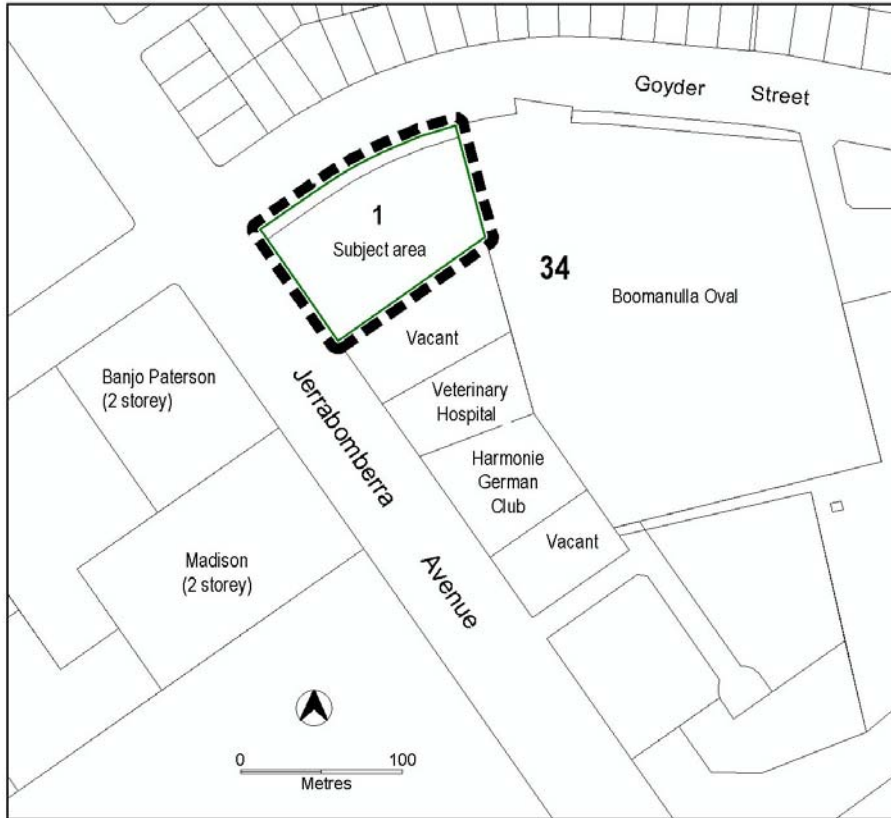 Goyder Street
1
Subject area
34
Boomanulla Oval
Vacant
Banjo Paterson
(2 storey)
Veterinary
Hospital
Jerrabomberra
Harmonie
German
Club
Vacant
Madison
(2 storey)
Avenue
0 100
Metres